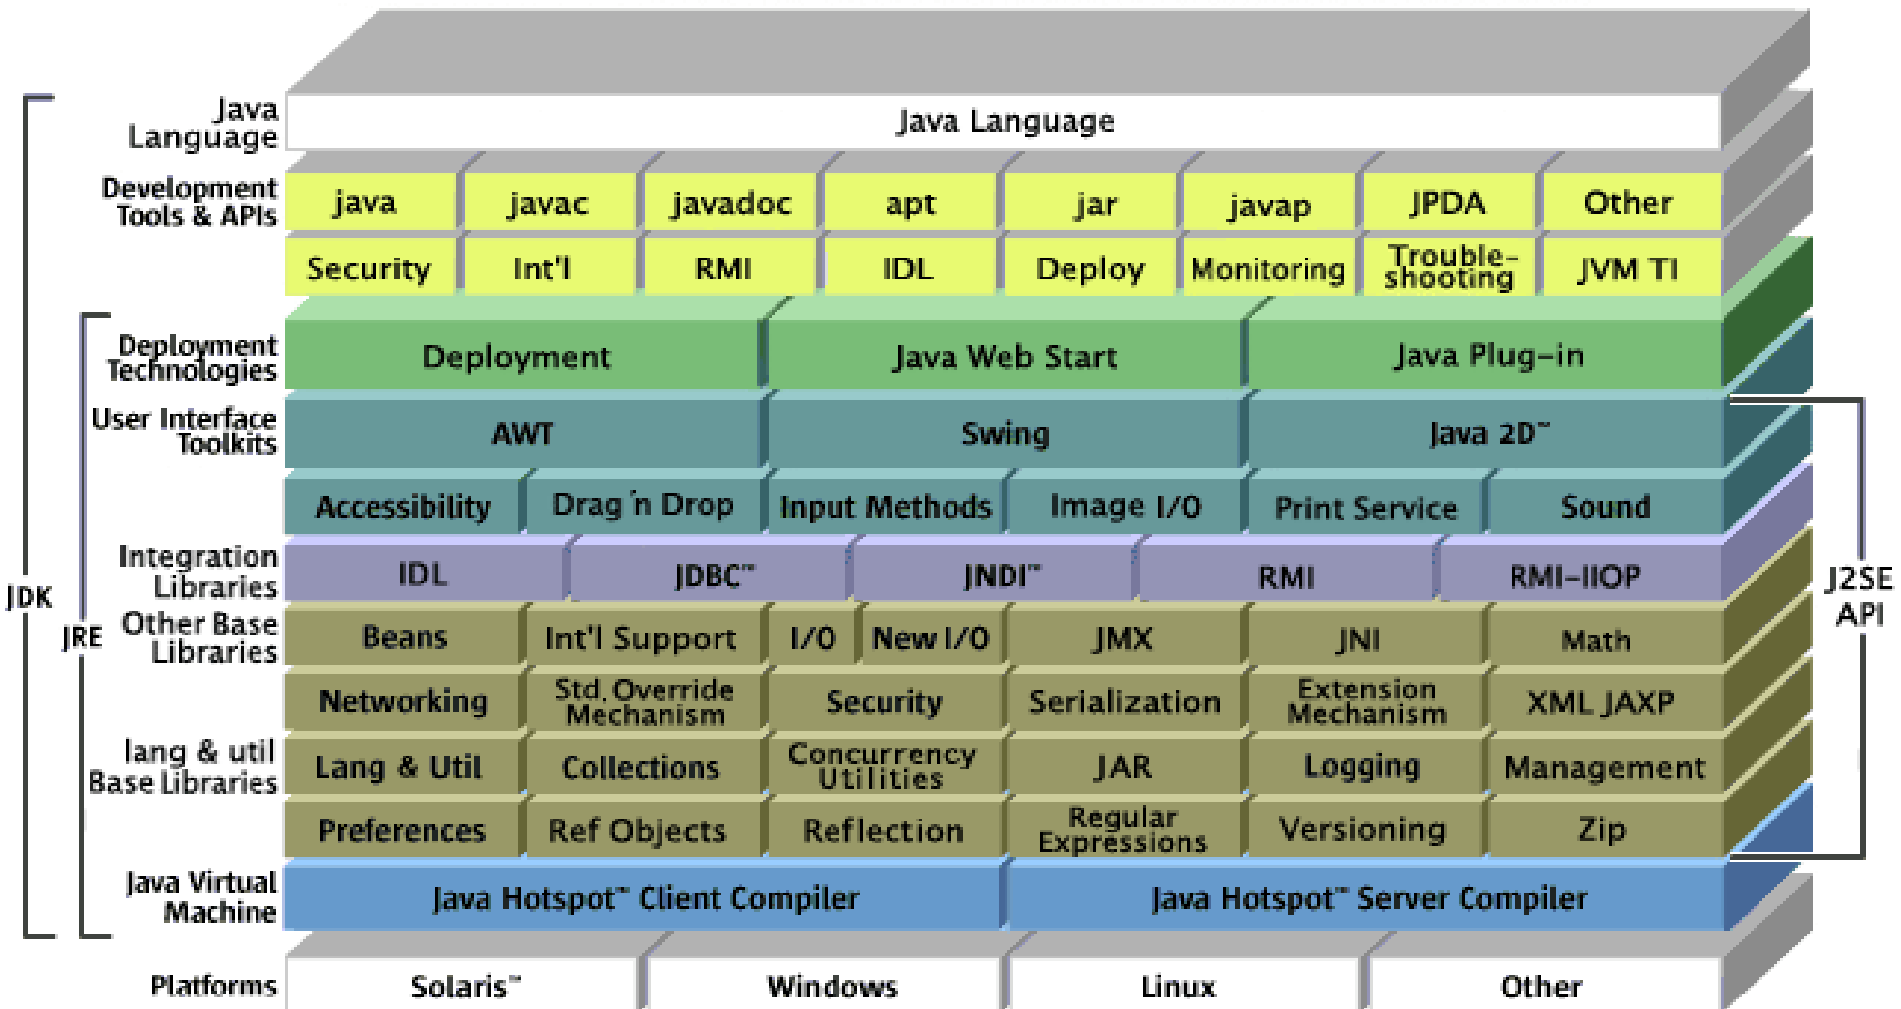 Java Language
Java Language
Development Tools & APIs
java javac javadoc apt jar javap JPDA Other
Security Int'l RMI IDL Deploy Monitoring Trouble-shooting JVM TI
Deployment Technologies
Deployment Java Web Start Java Plug-in
User Interface Toolkits
AWT Swing Java 2D™
Accessibility Drag 'n Drop Input Methods Image I/O Print Service Sound
Integration Libraries
IDL JDBC™ JNDI™ RMI RMI-IIOP
JDK
JRE
J2SE API
Other Base Libraries
Beans Int'l Support I/O New I/O JMX JNI Math
Networking Std. Override Mechanism Security Serialization Extension Mechanism XML JAXP
lang & util Base Libraries
Lang & Util Collections Concurrency Utilities JAR Logging Management
Preferences Ref Objects Reflection Regular Expressions Versioning Zip
Java Virtual Machine
Java Hotspot™ Client Compiler Java Hotspot™ Server Compiler
Platforms
Solaris™ Windows Linux Other